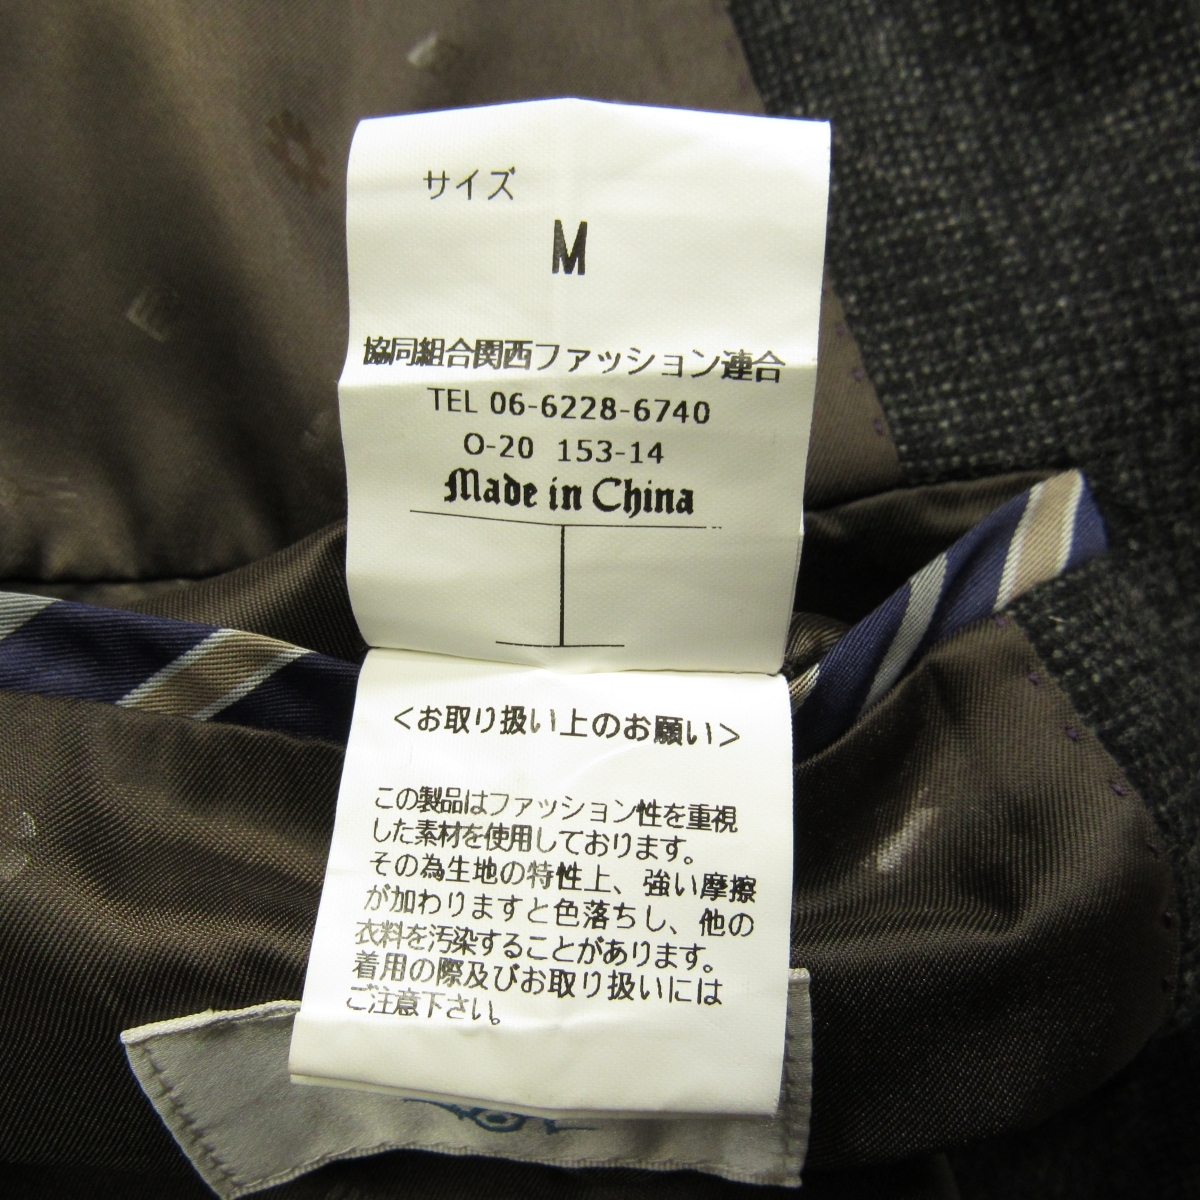 サイズ
M
協同組合関西ファッション連合
TEL 06-6228-6740
O-20 153-14
Made in China
<お取り扱い上のお願い>
この製品はファッション性を重視
した素材を使用しております。
その為生地の特性上、強い摩擦
が加わりますと色落ちし、他の
衣料を汚染することがあります。
着用の際及びお取り扱いには
ご注意下さい。